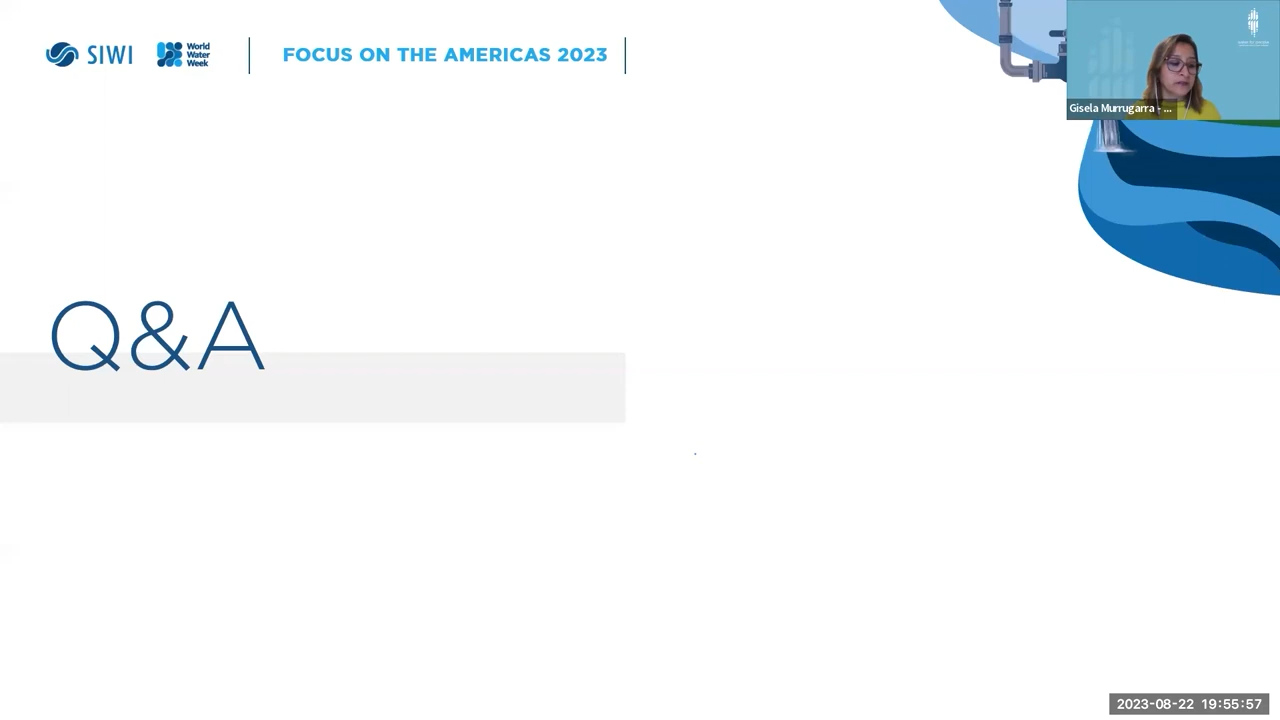 SIWI
World
Water
Week
FOCUS ON THE AMERICAS 2023
Gisela Murrugarra - ...
Q&A
2023-08-22 19:55:57